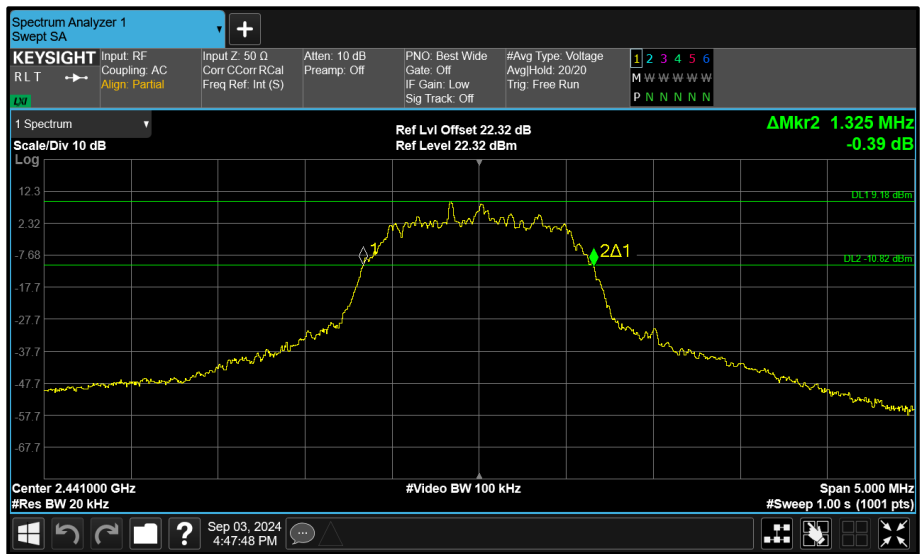 Spectrum Analyzer 1
Swept SA
+
KEYSIGHT
R L T
LXI
Input: RF
Coupling: AC
Align: Partial
Input Z: 50 Ω
Corr CCorr RCal
Freq Ref: Int (S)
Atten: 10 dB
Preamp: Off
PNO: Best Wide
Gate: Off
IF Gain: Low
Sig Track: Off
#Avg Type: Voltage
Avg|Hold: 20/20
Trig: Free Run
1 2 3 4 5 6
M W W W W W
P N N N N N
1 Spectrum
Scale/Div 10 dB
Ref Lvl Offset 22.32 dB
Ref Level 22.32 dBm
ΔMkr2 1.325 MHz
-0.39 dB
Log
12.3
2.32
-7.68
-17.7
-27.7
-37.7
-47.7
-57.7
-67.7
DL1 9.18 dBm
1
2Δ1
DL2 -10.82 dBm
Center 2.441000 GHz
#Res BW 20 kHz
#Video BW 100 kHz
Span 5.000 MHz
#Sweep 1.00 s (1001 pts)
?
Sep 03, 2024
4:47:48 PM